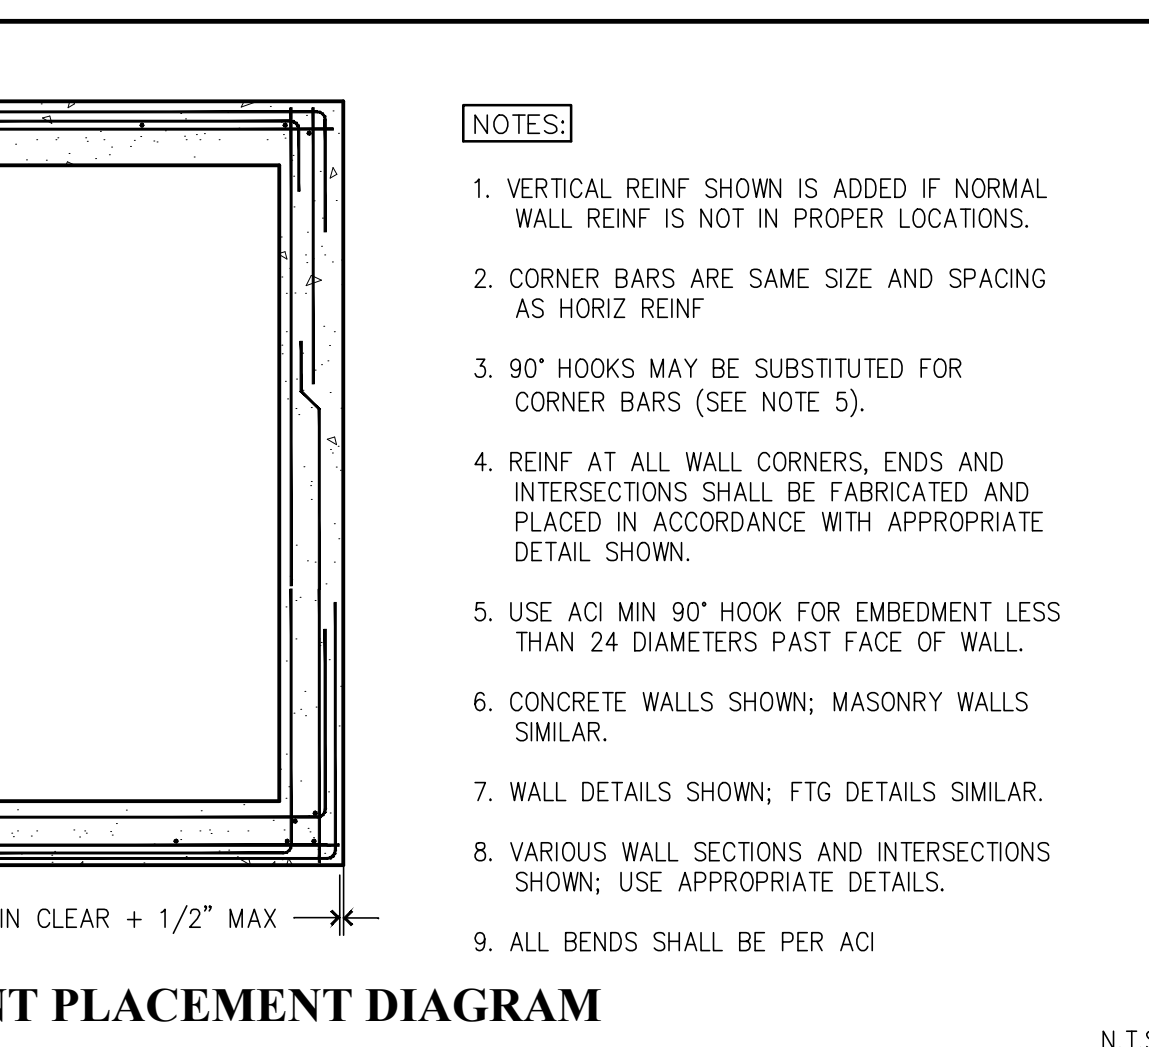 NOTES:
1. VERTICAL REINF SHOWN IS ADDED IF NORMAL
WALL REINF IS NOT IN PROPER LOCATIONS.
2. CORNER BARS ARE SAME SIZE AND SPACING
AS HORIZ REINF
3. 90° HOOKS MAY BE SUBSTITUTED FOR
CORNER BARS (SEE NOTE 5).
4. REINF AT ALL WALL CORNERS, ENDS AND
INTERSECTIONS SHALL BE FABRICATED AND
PLACED IN ACCORDANCE WITH APPROPRIATE
DETAIL SHOWN.
5. USE ACI MIN 90° HOOK FOR EMBEDMENT LESS
THAN 24 DIAMETERS PAST FACE OF WALL.
6. CONCRETE WALLS SHOWN; MASONRY WALLS
SIMILAR.
7. WALL DETAILS SHOWN; FTG DETAILS SIMILAR.
8. VARIOUS WALL SECTIONS AND INTERSECTIONS
SHOWN; USE APPROPRIATE DETAILS.
9. ALL BENDS SHALL BE PER ACI
IN CLEAR + 1/2" MAX
NT PLACEMENT DIAGRAM